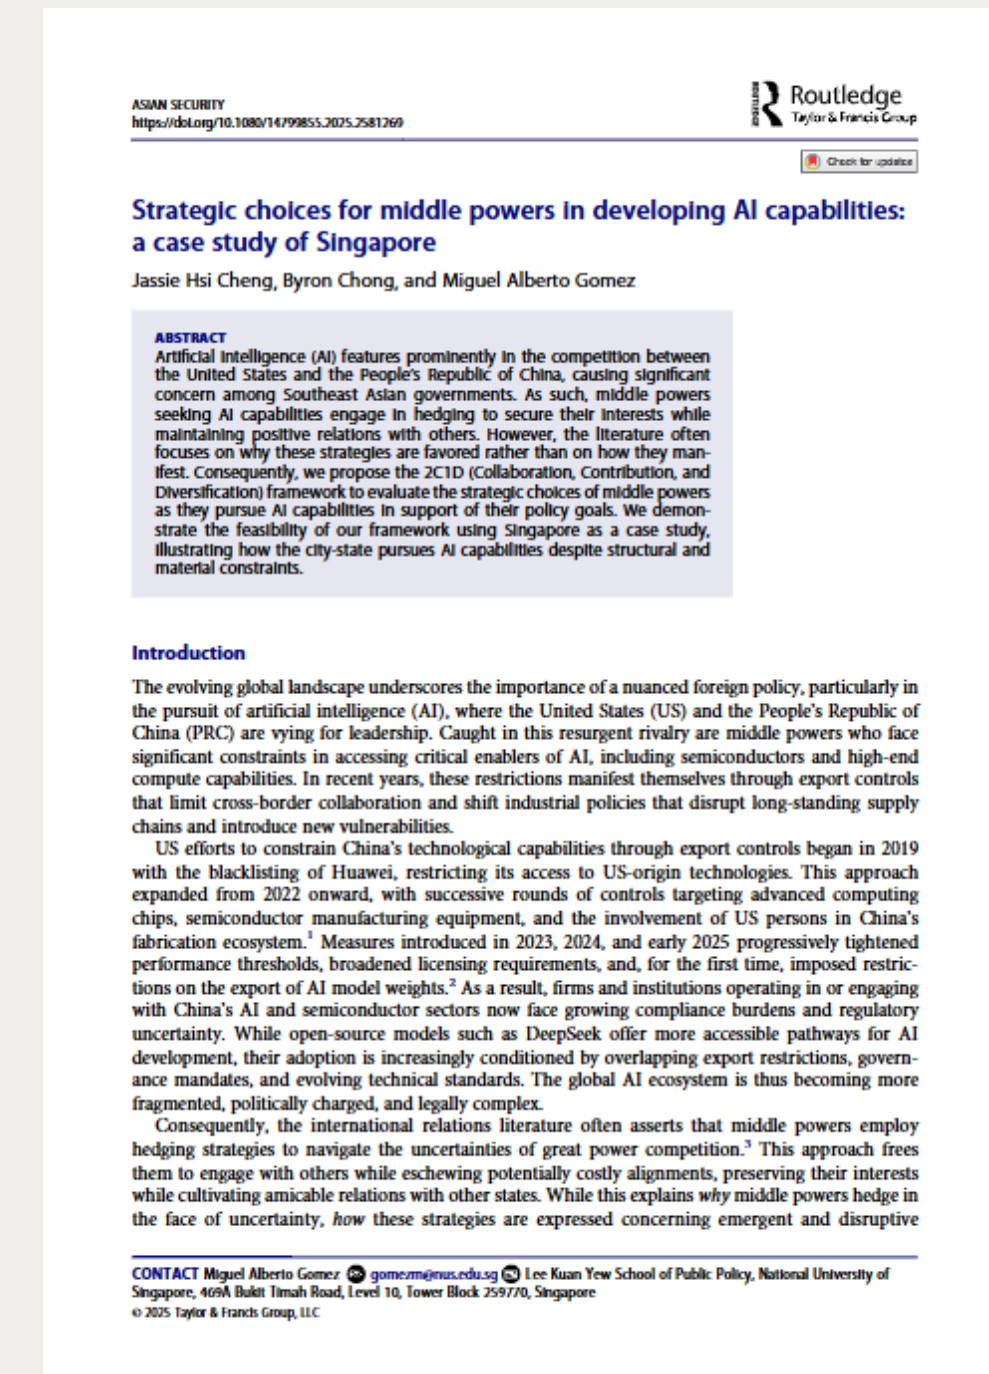 ASIAN SECURITY
https://doi.org/10.1080/14799855.2025.2581269
ROUTLEDGE
Routledge
Taylor & Francis Group
Check for updates
Strategic choices for middle powers in developing AI capabilities:
a case study of Singapore
Jassie Hsi Cheng, Byron Chong, and Miguel Alberto Gomez
ABSTRACT
Artificial Intelligence (AI) features prominently in the competition between
the United States and the People's Republic of China, causing significant
concern among Southeast Asian governments. As such, middle powers
seeking AI capabilities engage in hedging to secure their interests while
maintaining positive relations with others. However, the literature often
focuses on why these strategies are favored rather than on how they man-
ifest. Consequently, we propose the 2C1D (Collaboration, Contribution, and
Diversification) framework to evaluate the strategic choices of middle powers
as they pursue AI capabilities in support of their policy goals. We demon-
strate the feasibility of our framework using Singapore as a case study,
illustrating how the city-state pursues AI capabilities despite structural and
material constraints.
Introduction
The evolving global landscape underscores the importance of a nuanced foreign policy, particularly in
the pursuit of artificial intelligence (AI), where the United States (US) and the People's Republic of
China (PRC) are vying for leadership. Caught in this resurgent rivalry are middle powers who face
significant constraints in accessing critical enablers of AI, including semiconductors and high-end
compute capabilities. In recent years, these restrictions manifest themselves through export controls
that limit cross-border collaboration and shift industrial policies that disrupt long-standing supply
chains and introduce new vulnerabilities.
US efforts to constrain China's technological capabilities through export controls began in 2019
with the blacklisting of Huawei, restricting its access to US-origin technologies. This approach
expanded from 2022 onward, with successive rounds of controls targeting advanced computing
chips, semiconductor manufacturing equipment, and the involvement of US persons in China's
fabrication ecosystem.1 Measures introduced in 2023, 2024, and early 2025 progressively tightened
performance thresholds, broadened licensing requirements, and, for the first time, imposed restric-
tions on the export of AI model weights.2 As a result, firms and institutions operating in or engaging
with China's AI and semiconductor sectors now face growing compliance burdens and regulatory
uncertainty. While open-source models such as DeepSeek offer more accessible pathways for AI
development, their adoption is increasingly conditioned by overlapping export restrictions, govern-
ance mandates, and evolving technical standards. The global AI ecosystem is thus becoming more
fragmented, politically charged, and legally complex.
Consequently, the international relations literature often asserts that middle powers employ
hedging strategies to navigate the uncertainties of great power competition.3 This approach frees
them to engage with others while eschewing potentially costly alignments, preserving their interests
while cultivating amicable relations with other states. While this explains why middle powers hedge in
the face of uncertainty, how these strategies are expressed concerning emergent and disruptive
CONTACT Miguel Alberto Gomez gomezm@nus.edu.sg Lee Kuan Yew School of Public Policy, National University of
Singapore, 469A Bukit Timah Road, Level 10, Tower Block 259770, Singapore
© 2025 Taylor & Francis Group, LLC